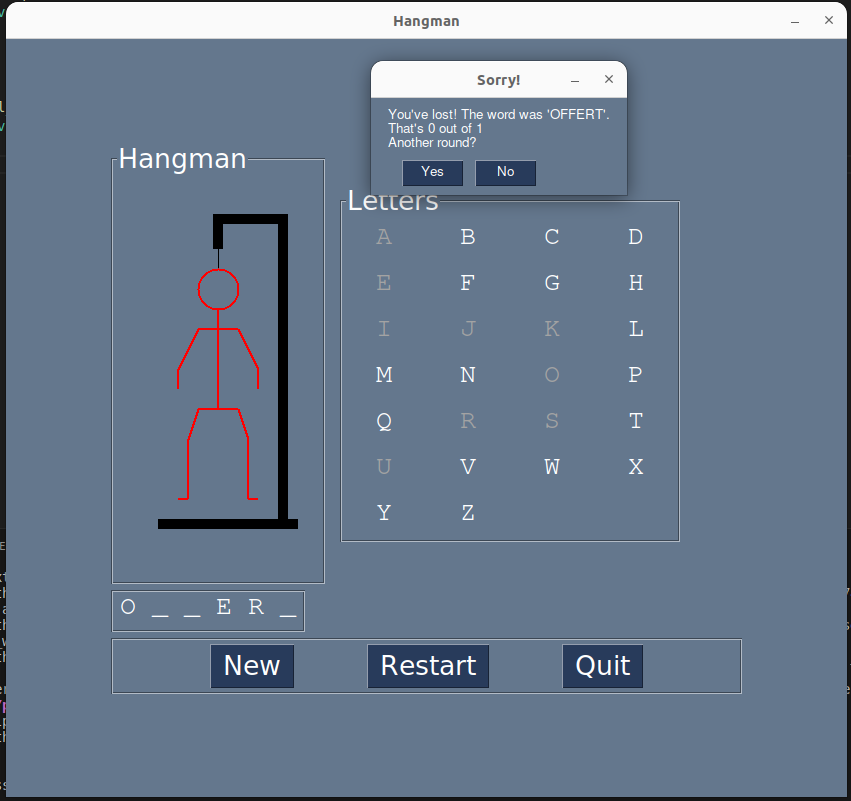 Hangman
Sorry!
You've lost! The word was 'OFFERT'.
That's 0 out of 1
Another round?
Yes No
Hangman
Letters
A B C D
E F G H
I J K L
M N O P
Q R S T
U V W X
Y Z
O _ _ E R _
New Restart Quit